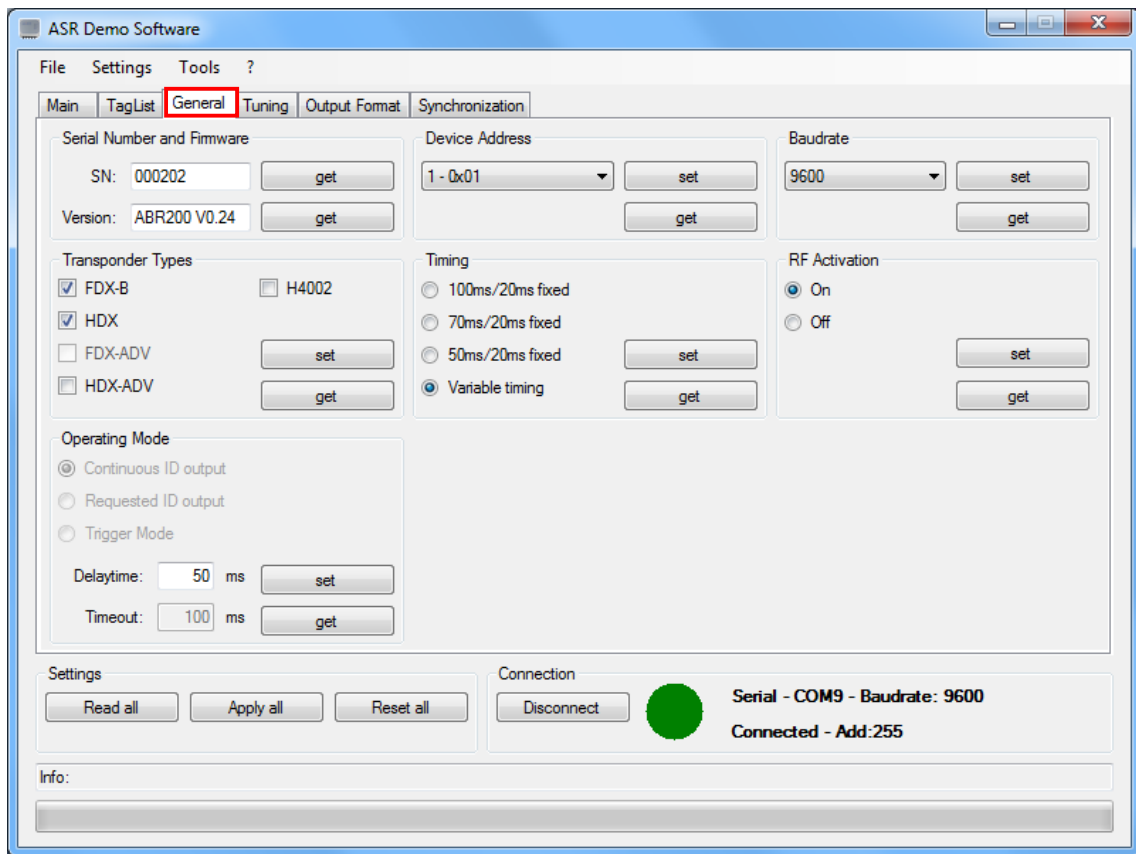 ASR Demo Software
File Settings Tools ?
Main TagList General Tuning Output Format Synchronization
Serial Number and Firmware
SN: 000202 get
Version: ABR200 V0.24 get
Device Address
1 - 0x01 set
get
Baudrate
9600 set
get
Transponder Types
FDX-B H4002
HDX
FDX-ADV set
HDX-ADV get
Timing
100ms/20ms fixed
70ms/20ms fixed
50ms/20ms fixed set
Variable timing get
RF Activation
On
Off
set
get
Operating Mode
Continuous ID output
Requested ID output
Trigger Mode
Delaytime: 50 ms set
Timeout: 100 ms get
Settings
Read all Apply all Reset all
Connection
Disconnect
Serial - COM9 - Baudrate: 9600
Connected - Add:255
Info: